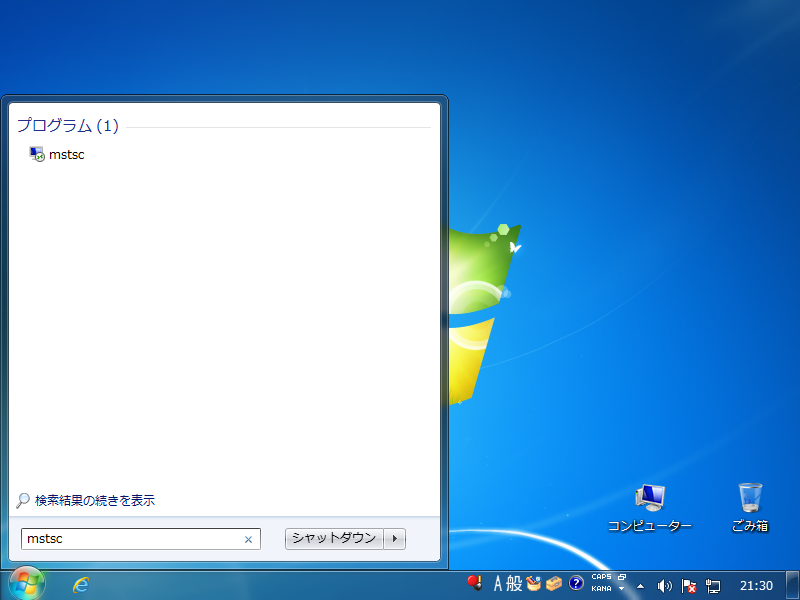 プログラム (1)
mstsc
検索結果の続きを表示
mstsc
シャットダウン
コンピューター
ごみ箱
A 般
CAPS
KANA
21:30